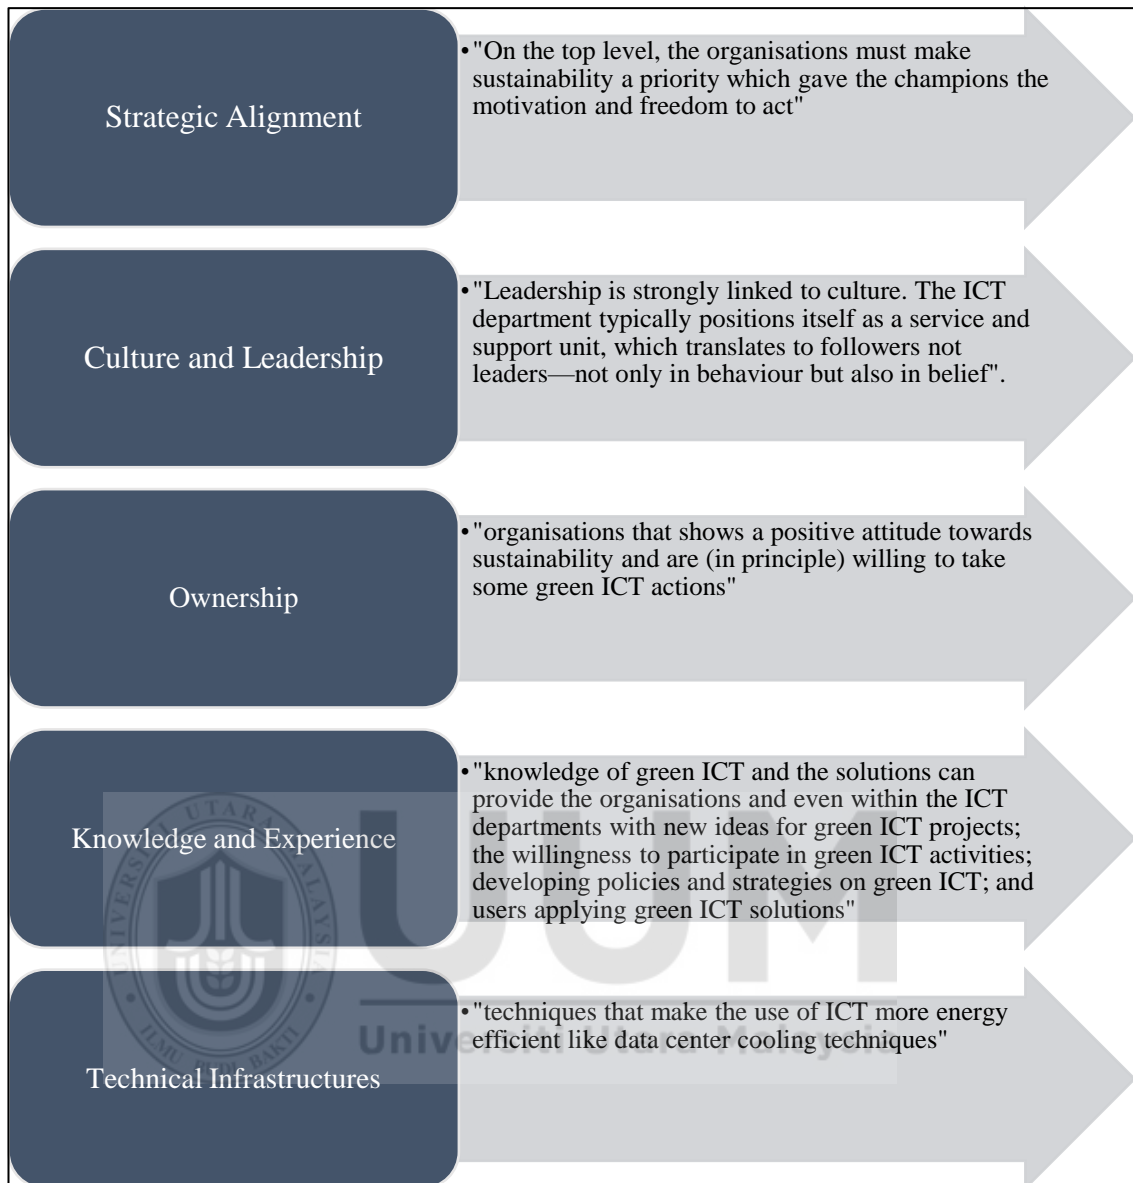 Strategic Alignment
•"On the top level, the organisations must make
sustainability a priority which gave the champions the
motivation and freedom to act"
Culture and Leadership
•"Leadership is strongly linked to culture. The ICT
department typically positions itself as a service and
support unit, which translates to followers not
leaders—not only in behaviour but also in belief".
Ownership
•"organisations that shows a positive attitude towards
sustainability and are (in principle) willing to take
some green ICT actions"
Knowledge and Experience
•"knowledge of green ICT and the solutions can
provide the organisations and even within the ICT
departments with new ideas for green ICT projects;
the willingness to participate in green ICT activities;
developing policies and strategies on green ICT; and
users applying green ICT solutions"
Technical Infrastructures
•"techniques that make the use of ICT more energy
efficient like data center cooling techniques"
UNIVERSITI UTARA MALAYSIA
ILMU BUDI BAKTI
UUM
Universiti Utara Malaysia